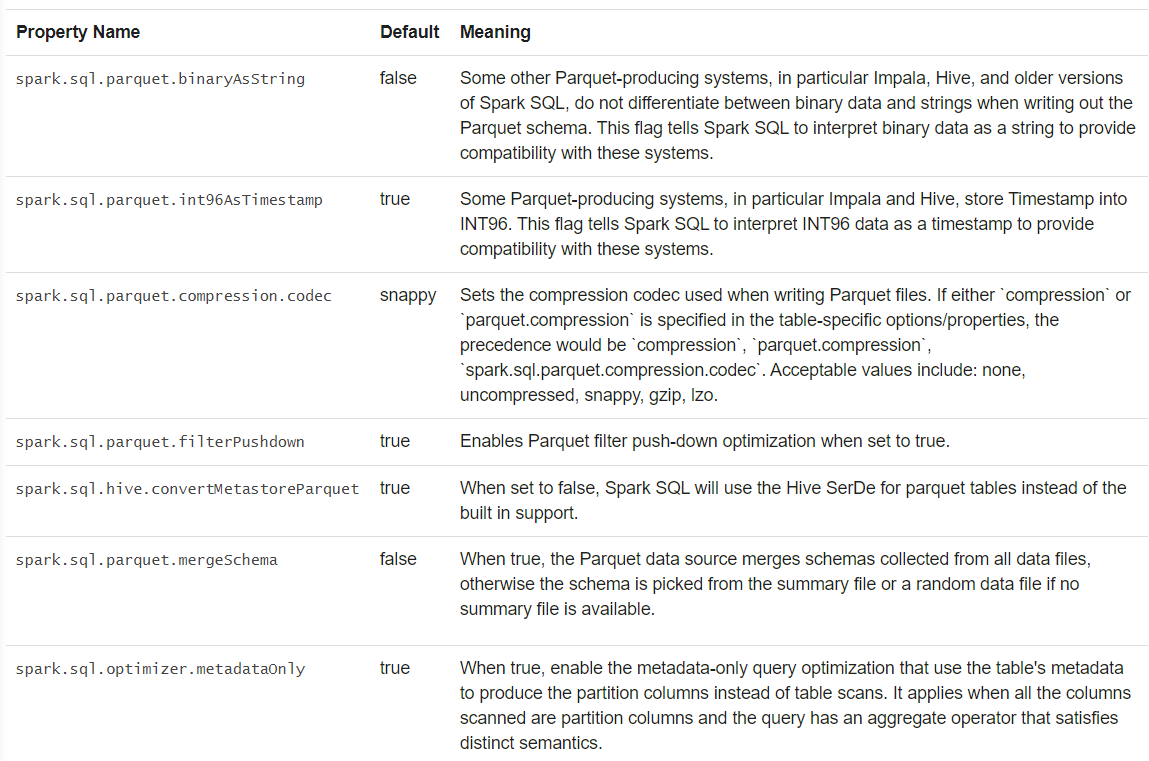 Property Name Default Meaning
spark.sql.parquet.binaryAsString false Some other Parquet-producing systems, in particular Impala, Hive, and older versions
of Spark SQL, do not differentiate between binary data and strings when writing out the
Parquet schema. This flag tells Spark SQL to interpret binary data as a string to provide
compatibility with these systems.
spark.sql.parquet.int96AsTimestamp true Some Parquet-producing systems, in particular Impala and Hive, store Timestamp into
INT96. This flag tells Spark SQL to interpret INT96 data as a timestamp to provide
compatibility with these systems.
spark.sql.parquet.compression.codec snappy Sets the compression codec used when writing Parquet files. If either `compression` or
`parquet.compression` is specified in the table-specific options/properties, the
precedence would be `compression`, `parquet.compression`,
`spark.sql.parquet.compression.codec`. Acceptable values include: none,
uncompressed, snappy, gzip, lzo.
spark.sql.parquet.filterPushdown true Enables Parquet filter push-down optimization when set to true.
spark.sql.hive.convertMetastoreParquet true When set to false, Spark SQL will use the Hive SerDe for parquet tables instead of the
built in support.
spark.sql.parquet.mergeSchema false When true, the Parquet data source merges schemas collected from all data files,
otherwise the schema is picked from the summary file or a random data file if no
summary file is available.
spark.sql.optimizer.metadataOnly true When true, enable the metadata-only query optimization that use the table's metadata
to produce the partition columns instead of table scans. It applies when all the columns
scanned are partition columns and the query has an aggregate operator that satisfies
distinct semantics.